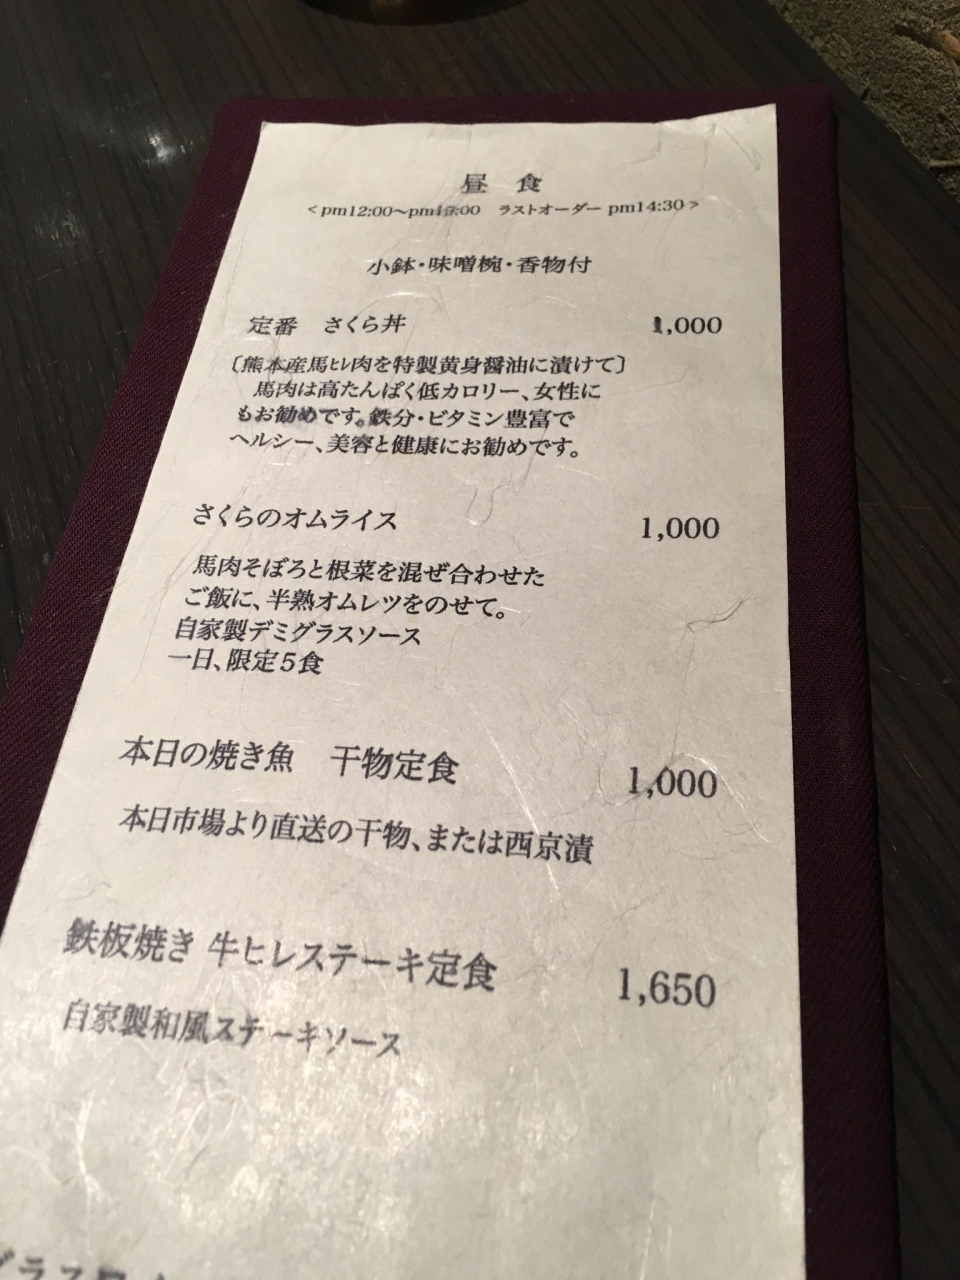 昼 食
<pm12:00~pm15:00 ラストオーダー pm14:30>
小鉢・味噌椀・香物付
定番 さくら丼 1,000
〔熊本産馬ヒレ肉を特製黄身醤油に漬けて〕
馬肉は高たんぱく低カロリー、女性に
もお勧めです。鉄分・ビタミン豊富で
ヘルシー、美容と健康にお勧めです。
さくらのオムライス 1,000
馬肉そぼろと根菜を混ぜ合わせた
ご飯に、半熟オムレツをのせて。
自家製デミグラスソース
一日、限定5食
本日の焼き魚 干物定食 1,000
本日市場より直送の干物、または西京漬
鉄板焼き 牛ヒレステーキ定食 1,650
自家製和風ステーキソース